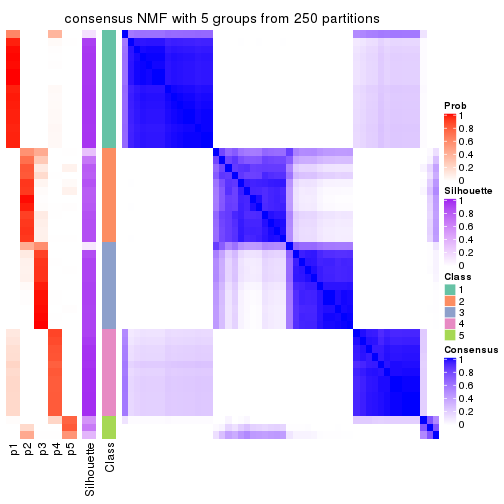 consensus NMF with 5 groups from 250 partitions
Prob
1
0.8
0.6
0.4
0.2
0
Silhouette
1
0.8
0.6
0.4
0.2
0
Class
1
2
3
4
5
Consensus
1
0.8
0.6
0.4
0.2
0
p1
p2
p3
p4
p5
Silhouette
Class